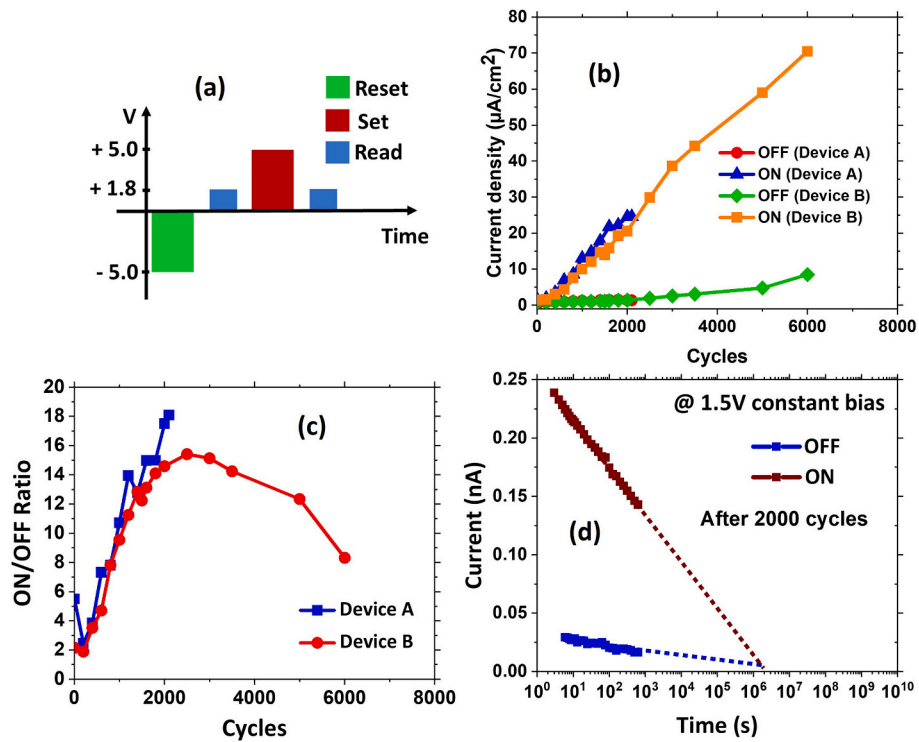 (a)
Reset
Set
Read
V
+ 5.0
+ 1.8
- 5.0
Time
(b)
Current density (µA/cm2)
80
70
60
50
40
30
20
10
0
OFF (Device A)
ON (Device A)
OFF (Device B)
ON (Device B)
0 2000 4000 6000 8000
Cycles
(c)
ON/OFF Ratio
20
18
16
14
12
10
8
6
4
2
0
Device A
Device B
0 2000 4000 6000 8000
Cycles
@ 1.5V constant bias
OFF
ON
After 2000 cycles
(d)
Current (nA)
0.25
0.20
0.15
0.10
0.05
0.00
10⁰ 10¹ 10² 10³ 10⁴ 10⁵ 10⁶ 10⁷ 10⁸ 10⁹ 10¹⁰
Time (s)